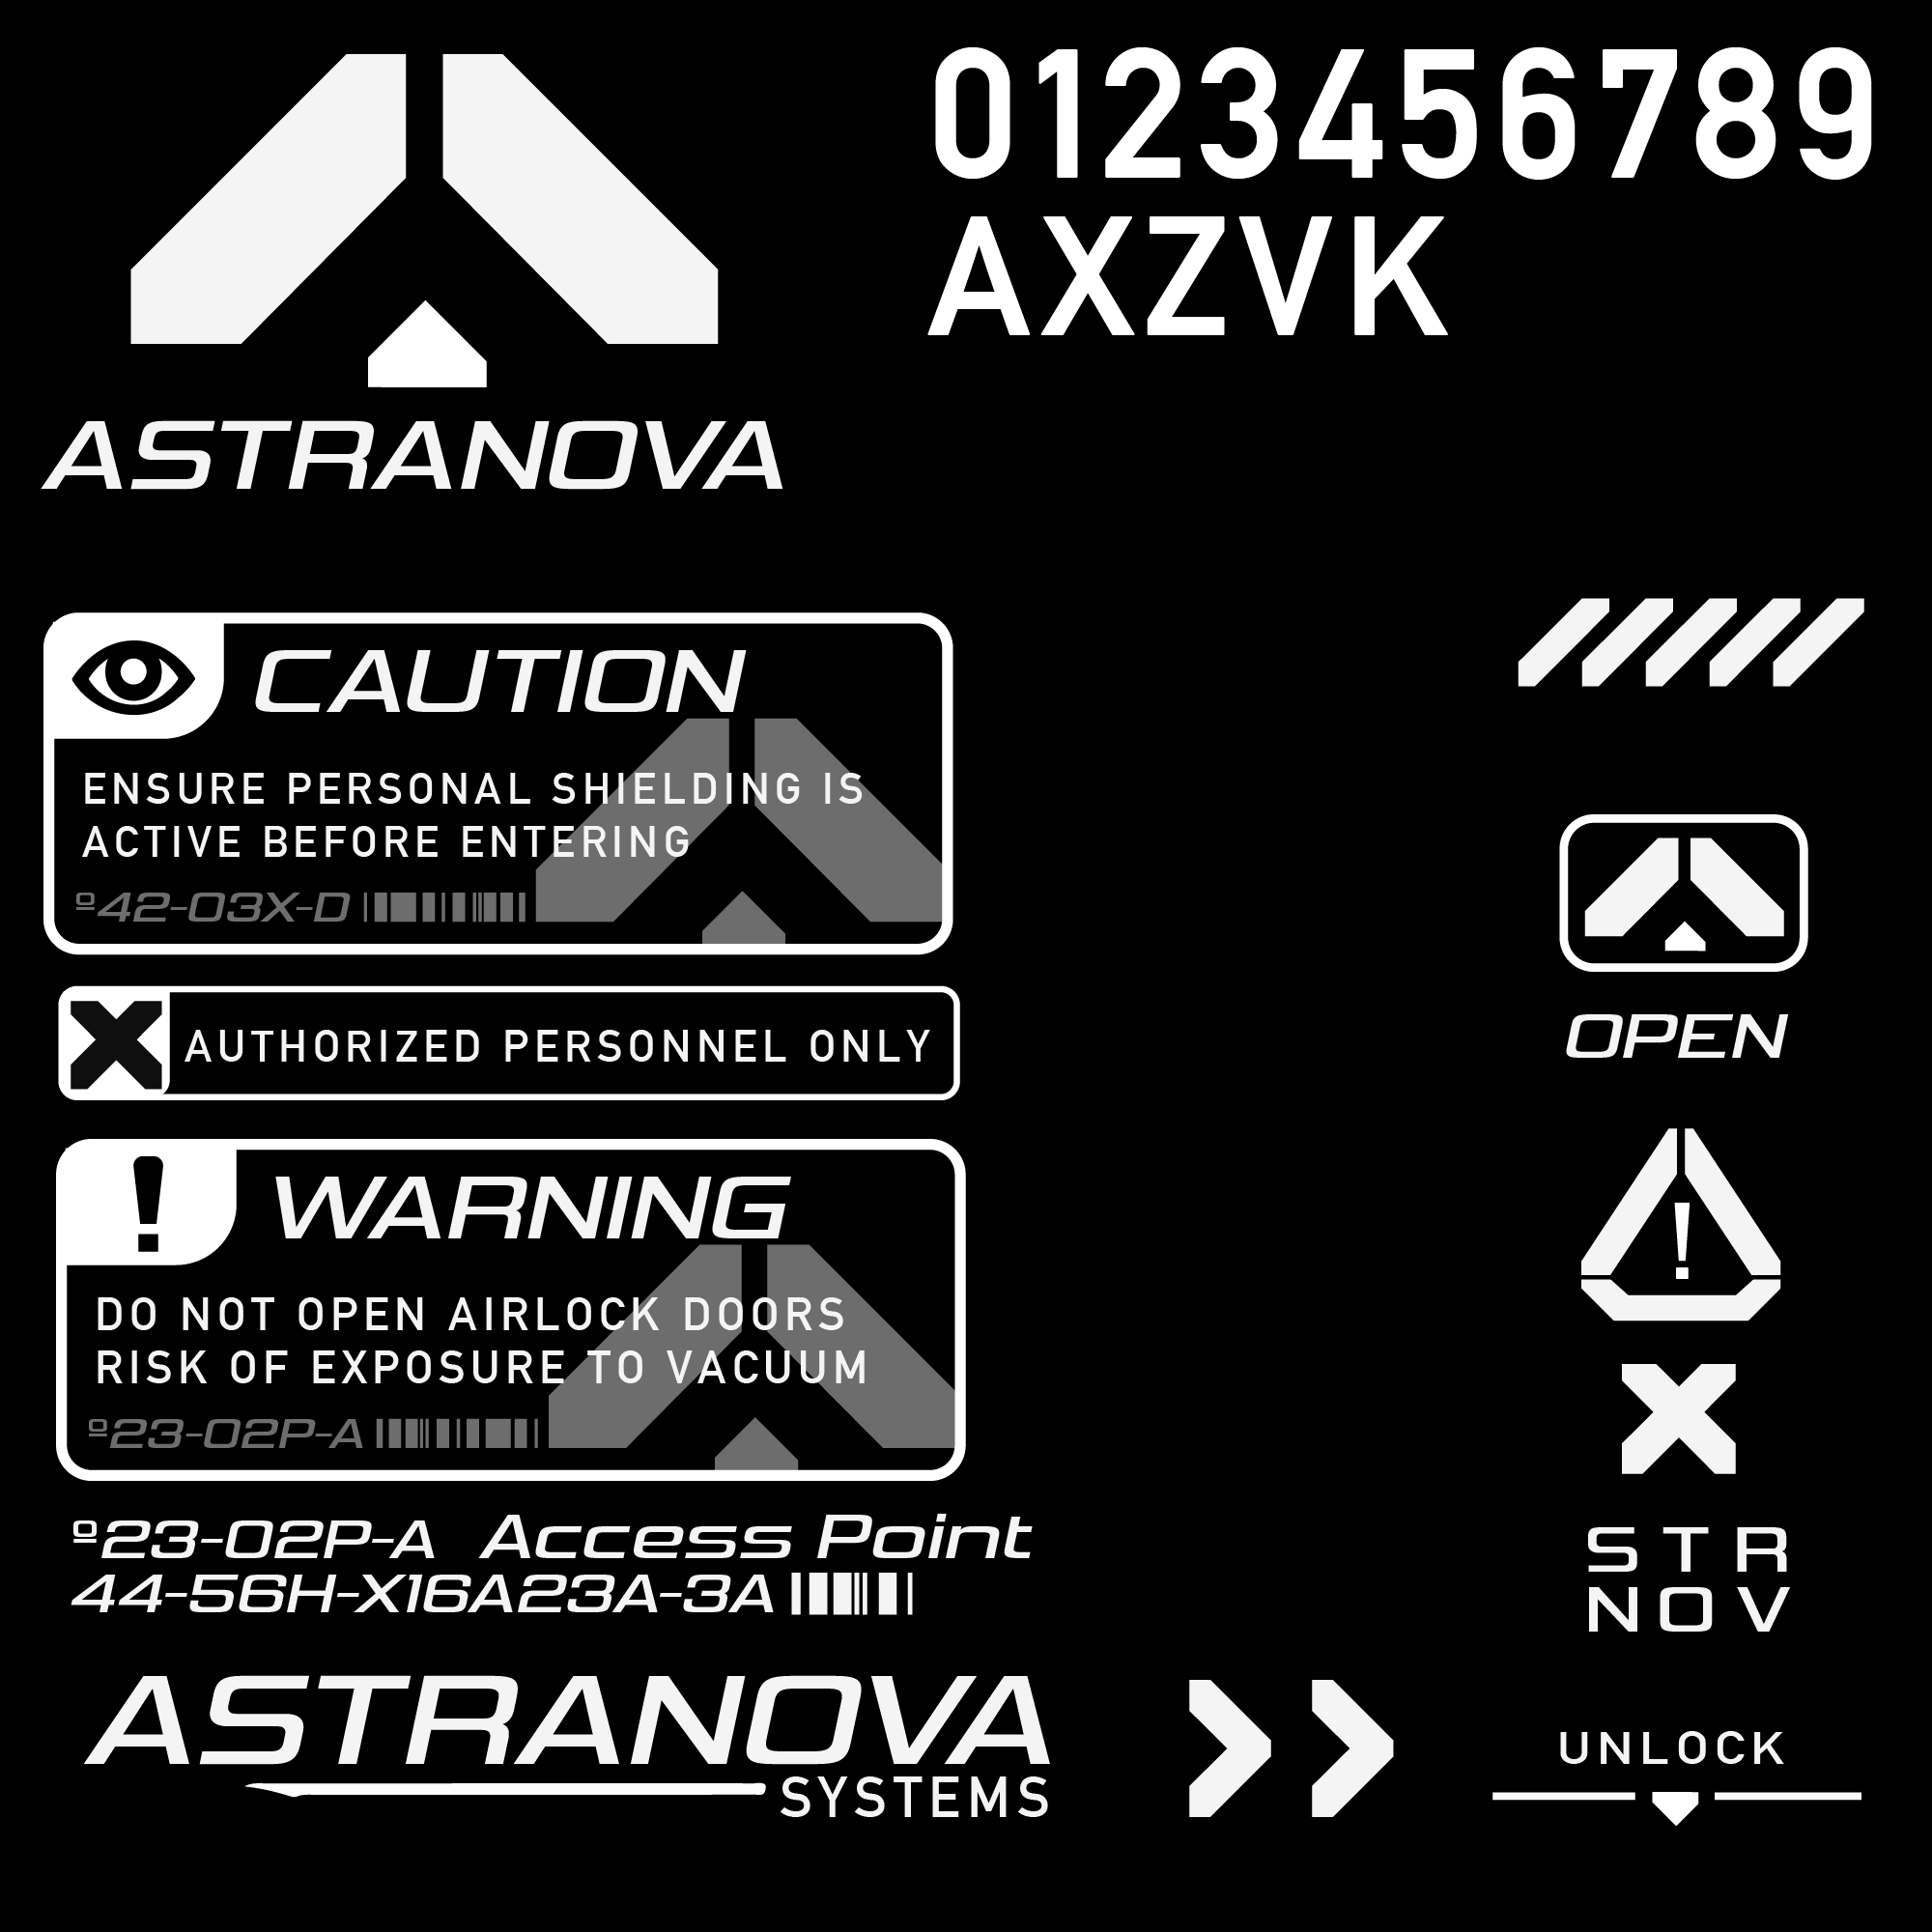 0123456789
AXZVK
ASTRANOVA
CAUTION
ENSURE PERSONAL SHIELDING IS
ACTIVE BEFORE ENTERING
º42-03X-D
AUTHORIZED PERSONNEL ONLY
OPEN
!
WARNING
DO NOT OPEN AIRLOCK DOORS
RISK OF EXPOSURE TO VACUUM
º23-02P-A
!
X
º23-02P-A Access Point
44-56H-X16A23A-3A
STR
NOV
ASTRANOVA
SYSTEMS
UNLOCK